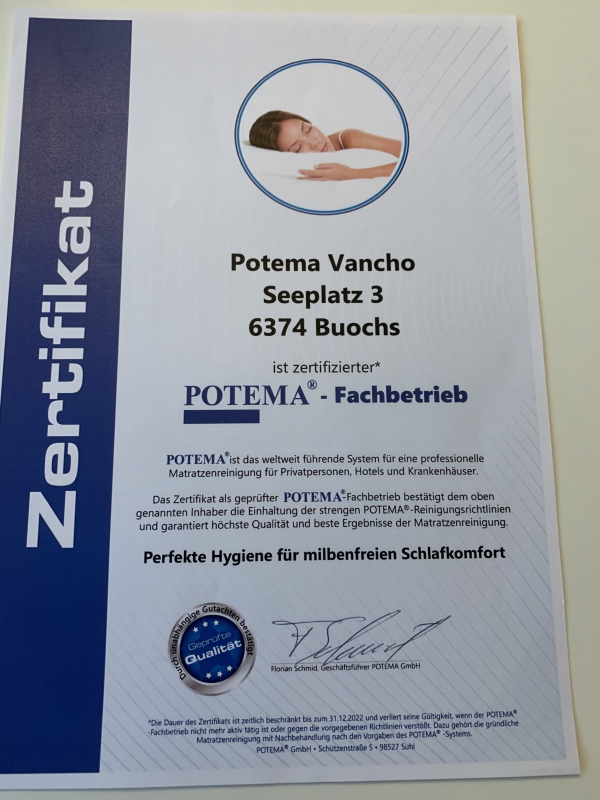 Zertifikat
Potema Vancho
Seeplatz 3
6374 Buochs
ist zertifizierter*
POTEMA® - Fachbetrieb
POTEMA® ist das weltweit führende System für eine professionelle
Matratzenreinigung für Privatpersonen, Hotels und Krankenhäuser.
Das Zertifikat als geprüfter POTEMA®-Fachbetrieb bestätigt dem oben
genannten Inhaber die Einhaltung der strengen POTEMA®-Reinigungsrichtlinien
und garantiert höchste Qualität und beste Ergebnisse der Matratzenreinigung.
Perfekte Hygiene für milbenfreien Schlafkomfort
Durch unabhängige Gutachten bestätigt
Geprüfte
Qualität
Florian Schmid, Geschäftsführer POTEMA GmbH
*Die Dauer des Zertifikats ist zeitlich beschränkt bis zum 31.12.2022 und verliert seine Gültigkeit, wenn der POTEMA®
-Fachbetrieb nicht mehr aktiv tätig ist oder gegen die vorgegebenen Richtlinien verstößt. Dazu gehört die gründliche
Matratzenreinigung mit Nachbehandlung nach den Vorgaben des POTEMA® -Systems.
POTEMA® GmbH • Schützenstraße 5 • 98527 Suhl